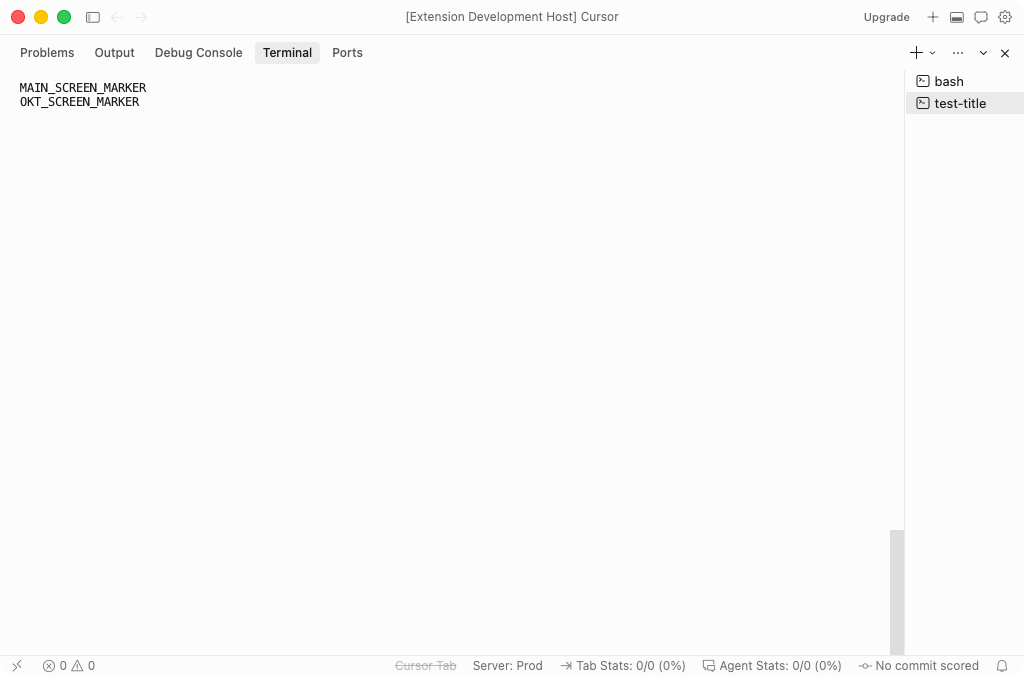 [Extension Development Host] Cursor
Upgrade
Problems Output Debug Console Terminal Ports
MAIN_SCREEN_MARKER
OKT_SCREEN_MARKER
bash
test-title
0 0 Cursor Tab Server: Prod Tab Stats: 0/0 (0%) Agent Stats: 0/0 (0%) No commit scored